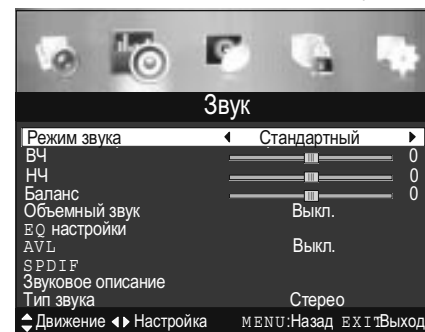 Звук
Режим звука Стандартный
ВЧ 0
НЧ 0
Баланс 0
Объемный звук Выкл.
EQ настройки
AVL Выкл.
SPDIF
Звуковое описание
Тип звука Стерео
Движение Настройка MENU:Назад EXIT:Выход